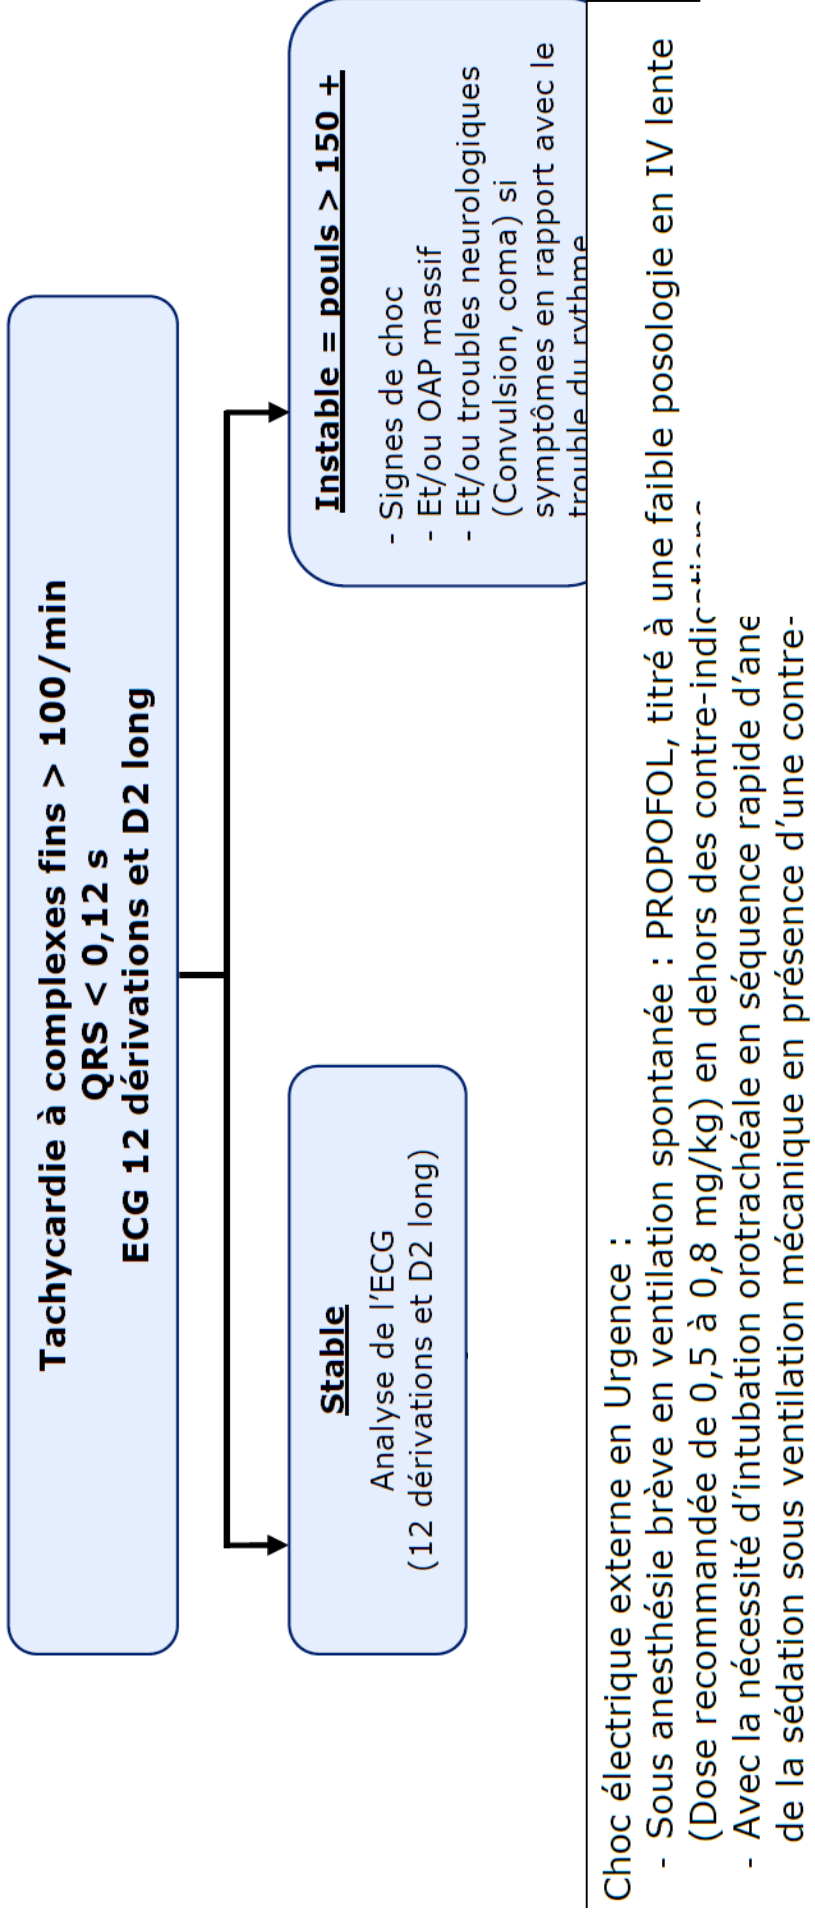 Tachycardie à complexes fins > 100/min
QRS < 0,12 s
ECG 12 dérivations et D2 long
Stable
Analyse de l'ECG
(12 dérivations et D2 long)
Instable = pouls > 150 +
- Signes de choc
- Et/ou OAP massif
- Et/ou troubles neurologiques
(Convulsion, coma) si
symptômes en rapport avec le
trouble du rythme
Choc électrique externe en Urgence :
- Sous anesthésie brève en ventilation spontanée : PROPOFOL, titré à une faible posologie en IV lente
(Dose recommandée de 0,5 à 0,8 mg/kg) en dehors des contre-indications
- Avec la nécessité d'intubation orotrachéale en séquence rapide d'ane
de la sédation sous ventilation mécanique en présence d'une contre-